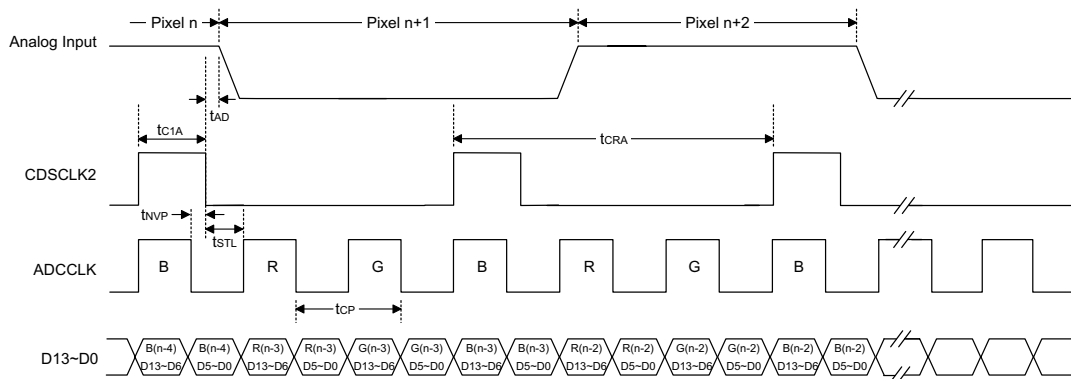 Pixel n
Pixel n+1
Pixel n+2
Analog Input
tAD
tC1A
tCRA
CDSCLK2
tNVP
tSTL
ADCCLK
B R G B R G B
tCP
D13~D0
B(n-4) B(n-4) R(n-3) R(n-3) G(n-3) G(n-3) B(n-3) B(n-3) R(n-2) R(n-2) G(n-2) G(n-2) B(n-2) B(n-2)
D13~D6 D5~D0 D13~D6 D5~D0 D13~D6 D5~D0 D13~D6 D5~D0 D13~D6 D5~D0 D13~D6 D5~D0 D13~D6 D5~D0